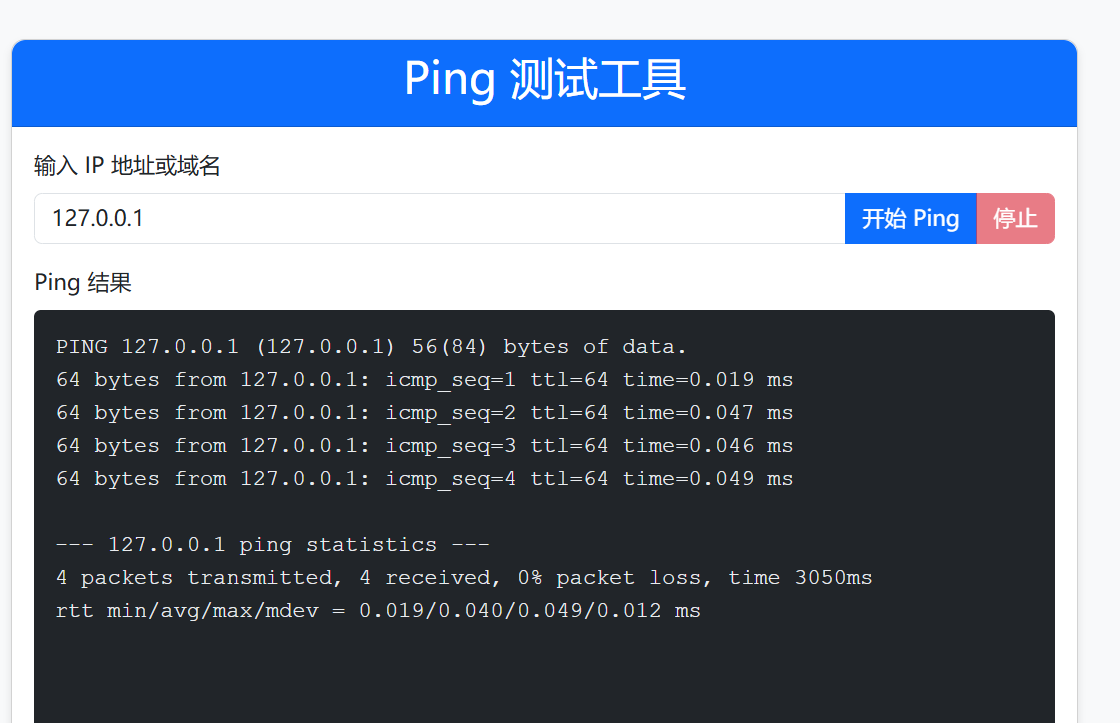 Ping 测试工具
输入 IP 地址或域名
127.0.0.1
开始 Ping
停止
Ping 结果
PING 127.0.0.1 (127.0.0.1) 56(84) bytes of data.
64 bytes from 127.0.0.1: icmp_seq=1 ttl=64 time=0.019 ms
64 bytes from 127.0.0.1: icmp_seq=2 ttl=64 time=0.047 ms
64 bytes from 127.0.0.1: icmp_seq=3 ttl=64 time=0.046 ms
64 bytes from 127.0.0.1: icmp_seq=4 ttl=64 time=0.049 ms
--- 127.0.0.1 ping statistics ---
4 packets transmitted, 4 received, 0% packet loss, time 3050ms
rtt min/avg/max/mdev = 0.019/0.040/0.049/0.012 ms